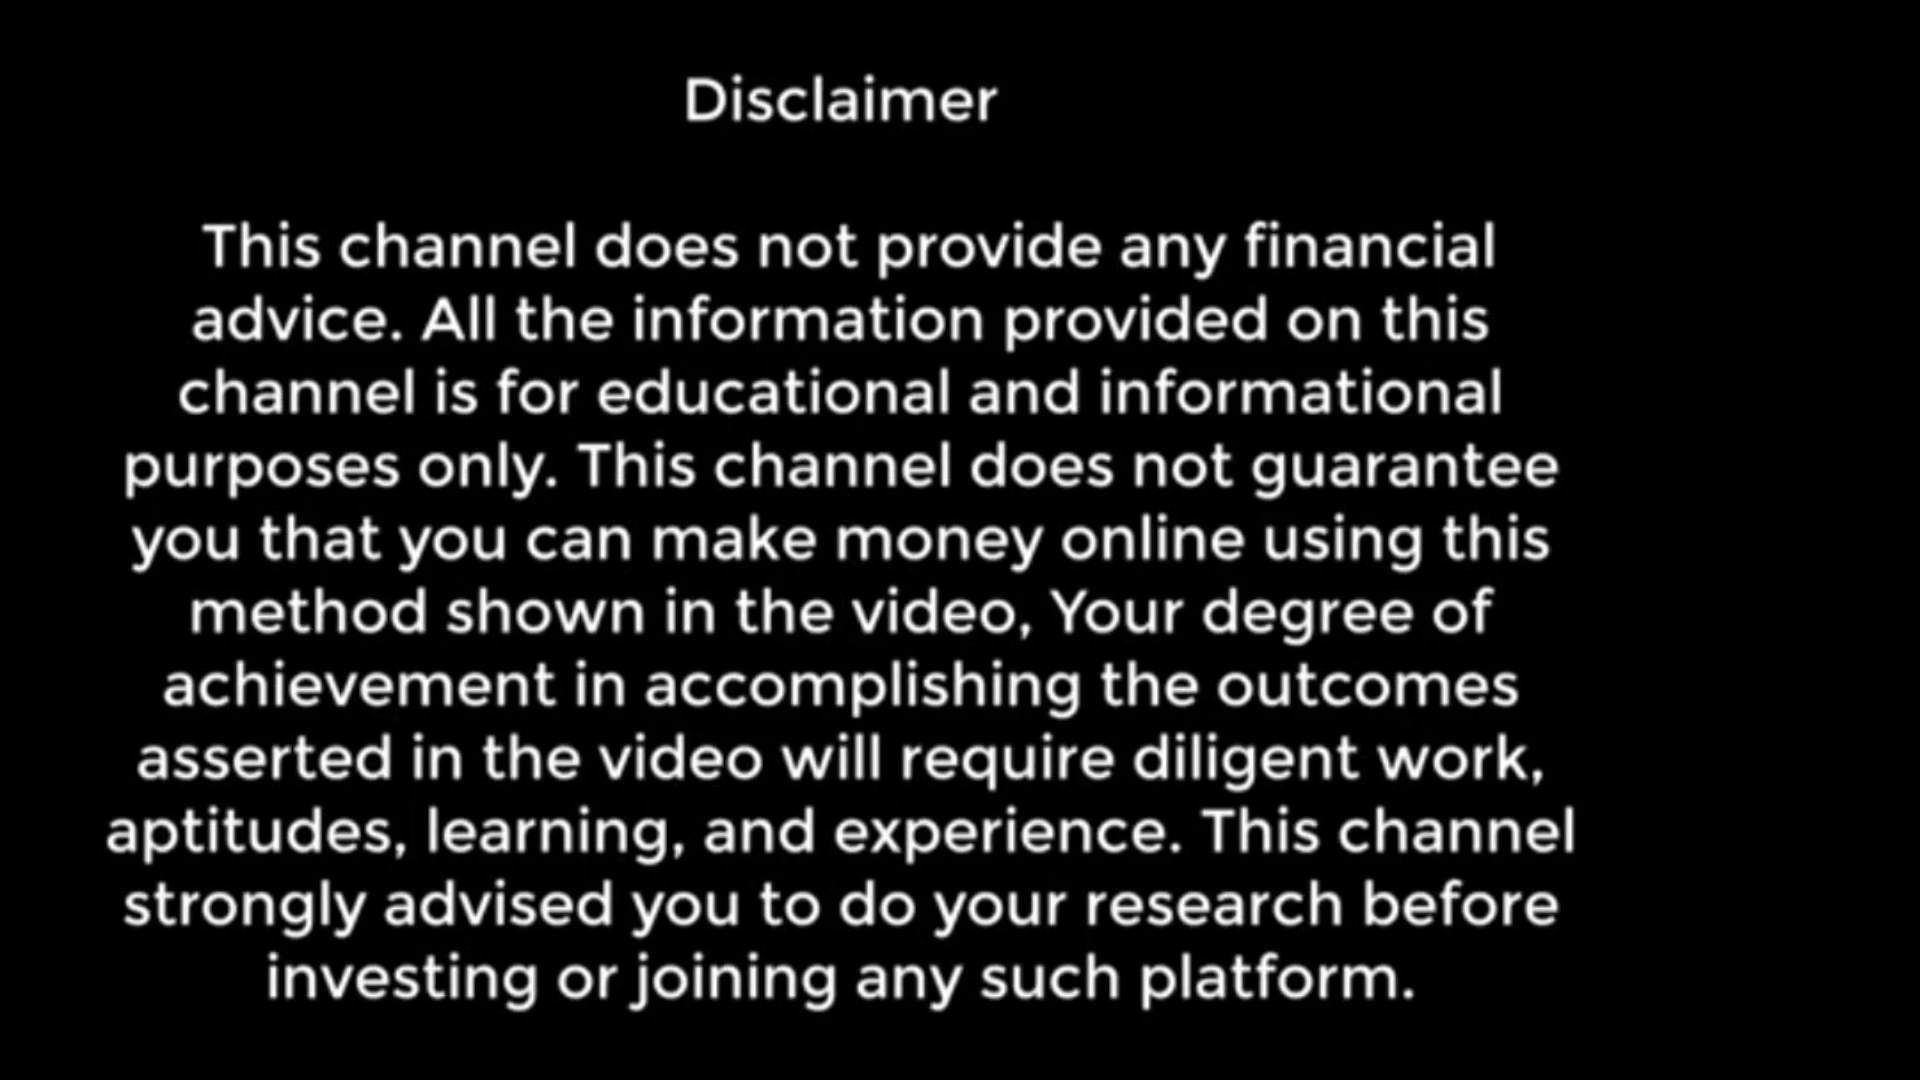 Disclaimer
This channel does not provide any financial
advice. All the information provided on this
channel is for educational and informational
purposes only. This channel does not guarantee
you that you can make money online using this
method shown in the video, Your degree of
achievement in accomplishing the outcomes
asserted in the video will require diligent work,
aptitudes, learning, and experience. This channel
strongly advised you to do your research before
investing or joining any such platform.